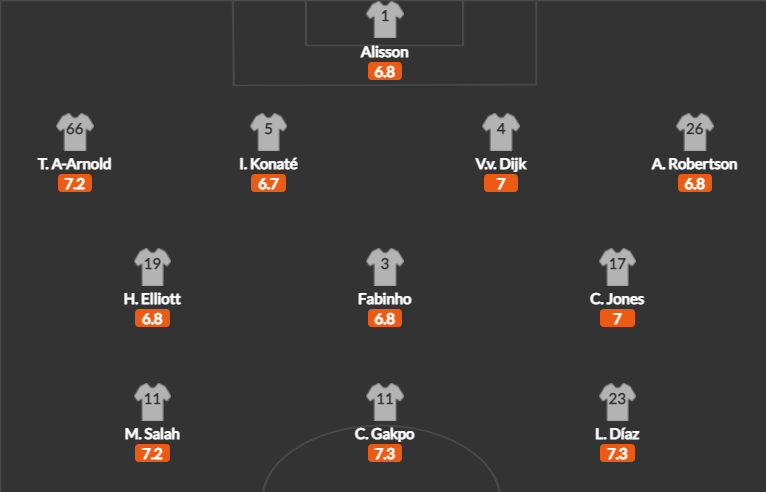 1
Alisson
6.8
66 5 4 26
T. A-Arnold I. Konaté V.v. Dijk A. Robertson
7.2 6.7 7 6.8
19 3 17
H. Elliott Fabinho C. Jones
6.8 6.8 7
11 11 23
M. Salah C. Gakpo L. Díaz
7.2 7.3 7.3